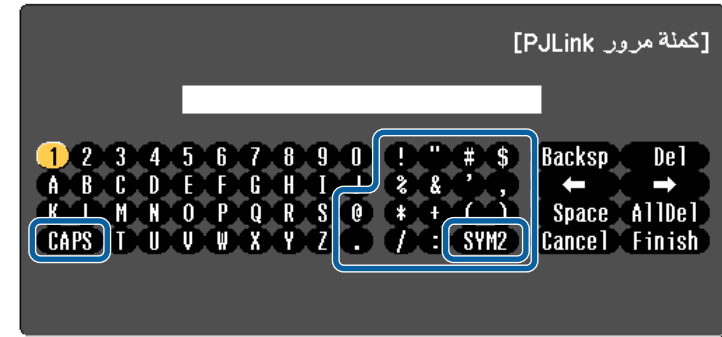 [كملة مرور PJLink]
1 2 3 4 5 6 7 8 9 0 ! " # $ Backsp Del
A B C D E F G H I J % & ' , ← →
K L M N O P Q R S @ * + ( ) Space AllDel
CAPS T U V W X Y Z . / : SYM2 Cancel Finish